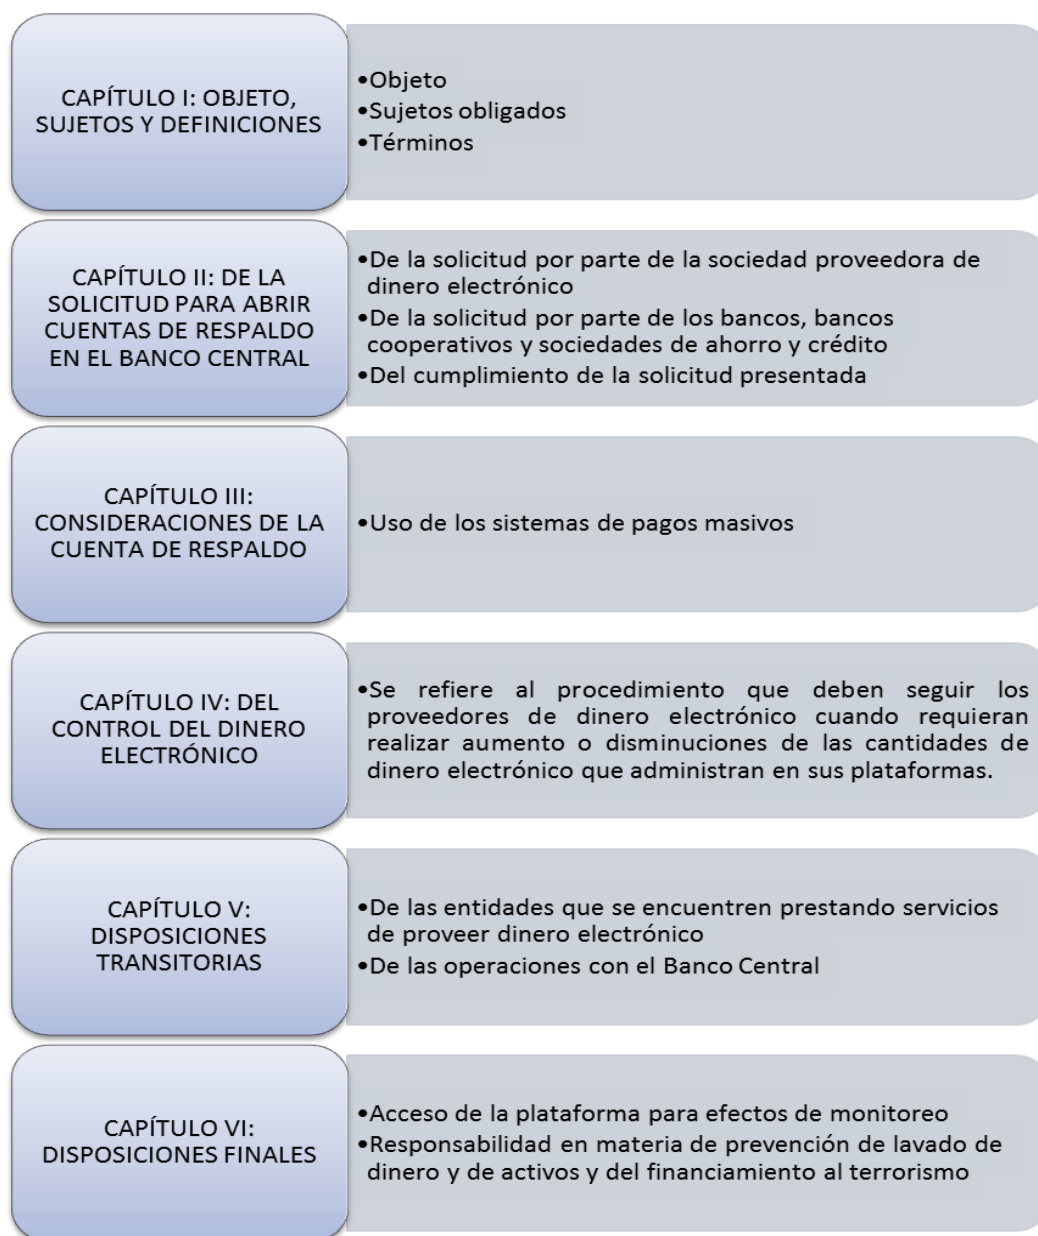 CAPÍTULO I: OBJETO,
SUJETOS Y DEFINICIONES
•Objeto
•Sujetos obligados
•Términos
CAPÍTULO II: DE LA
SOLICITUD PARA ABRIR
CUENTAS DE RESPALDO
EN EL BANCO CENTRAL
•De la solicitud por parte de la sociedad proveedora de
dinero electrónico
•De la solicitud por parte de los bancos, bancos
cooperativos y sociedades de ahorro y crédito
•Del cumplimiento de la solicitud presentada
CAPÍTULO III:
CONSIDERACIONES DE LA
CUENTA DE RESPALDO
•Uso de los sistemas de pagos masivos
CAPÍTULO IV: DEL
CONTROL DEL DINERO
ELECTRÓNICO
•Se refiere al procedimiento que deben seguir los
proveedores de dinero electrónico cuando requieran
realizar aumento o disminuciones de las cantidades de
dinero electrónico que administran en sus plataformas.
CAPÍTULO V:
DISPOSICIONES
TRANSITORIAS
•De las entidades que se encuentren prestando servicios
de proveer dinero electrónico
•De las operaciones con el Banco Central
CAPÍTULO VI:
DISPOSICIONES FINALES
•Acceso de la plataforma para efectos de monitoreo
•Responsabilidad en materia de prevención de lavado de
dinero y de activos y del financiamiento al terrorismo